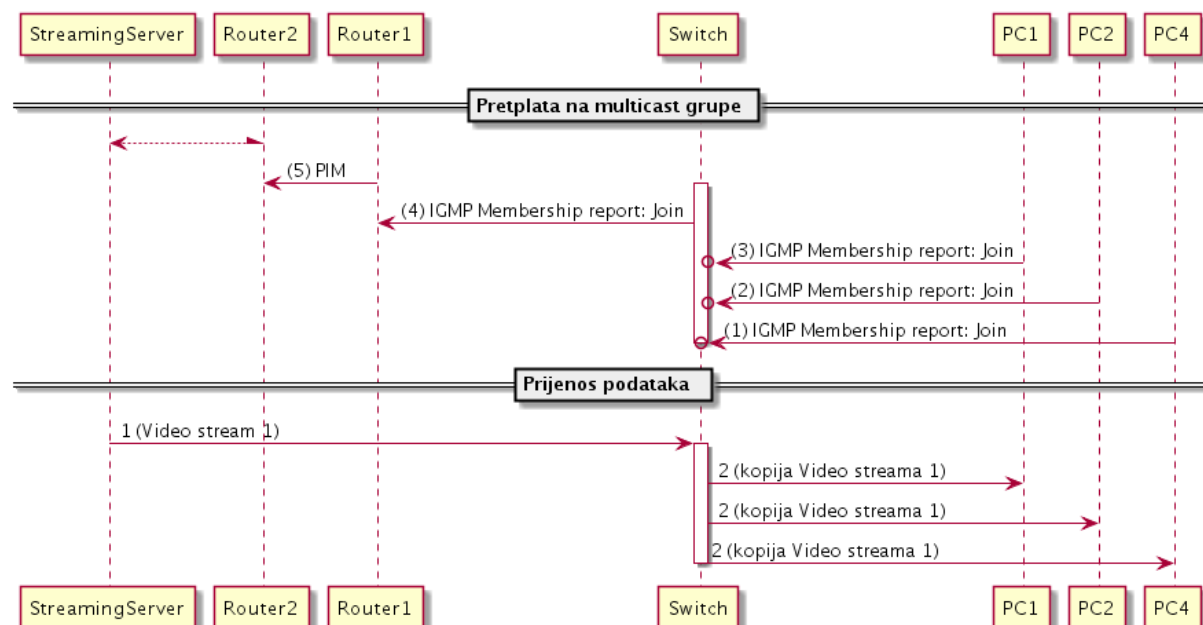 StreamingServer Router2 Router1 Switch PC1 PC2 PC4
Pretplata na multicast grupe
(5) PIM
(4) IGMP Membership report: Join
(3) IGMP Membership report: Join
(2) IGMP Membership report: Join
(1) IGMP Membership report: Join
Prijenos podataka
1 (Video stream 1)
2 (kopija Video streama 1)
2 (kopija Video streama 1)
2 (kopija Video streama 1)
StreamingServer Router2 Router1 Switch PC1 PC2 PC4